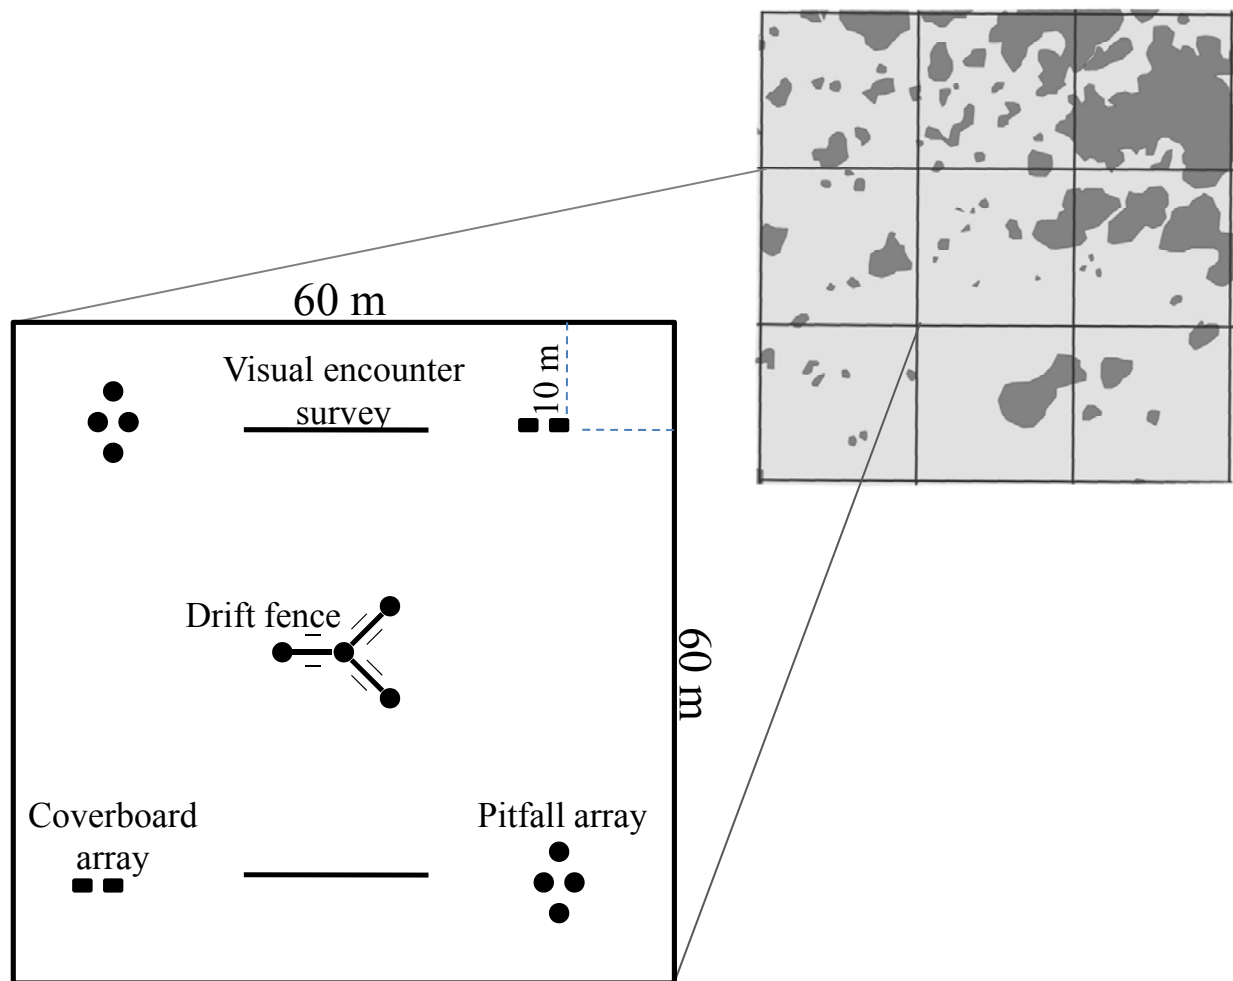 60 m
Visual encounter
survey
10 m
Drift fence
60 m
Coverboard
array
Pitfall array